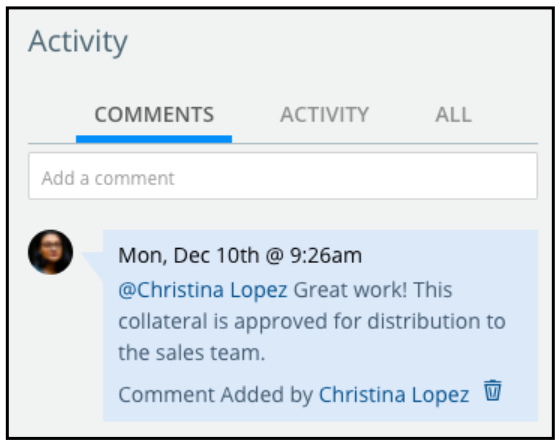 Activity
COMMENTS ACTIVITY ALL
Add a comment
Mon, Dec 10th @ 9:26am
@Christina Lopez Great work! This
collateral is approved for distribution to
the sales team.
Comment Added by Christina Lopez